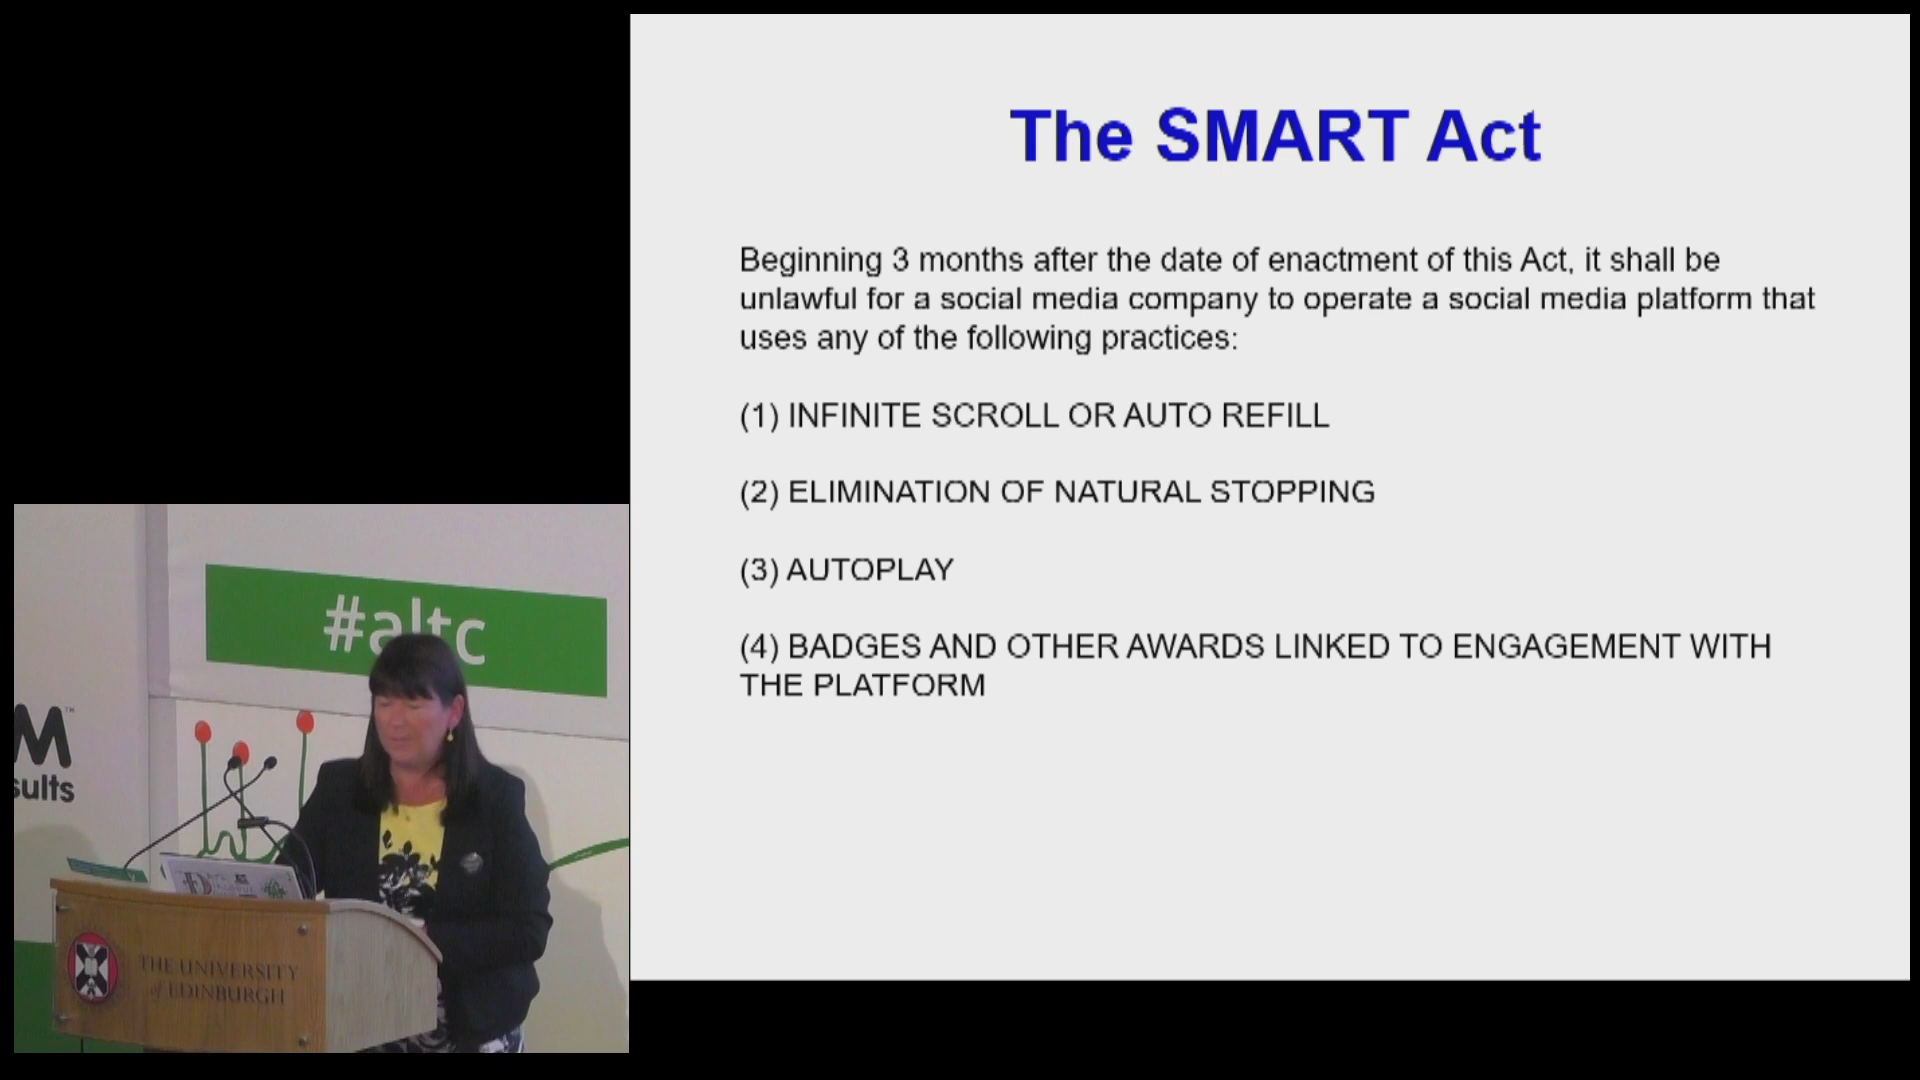 The SMART Act
Beginning 3 months after the date of enactment of this Act, it shall be
unlawful for a social media company to operate a social media platform that
uses any of the following practices:
(1) INFINITE SCROLL OR AUTO REFILL
(2) ELIMINATION OF NATURAL STOPPING
(3) AUTOPLAY
(4) BADGES AND OTHER AWARDS LINKED TO ENGAGEMENT WITH
THE PLATFORM
#altc
M™
sults
THE UNIVERSITY
of EDINBURGH